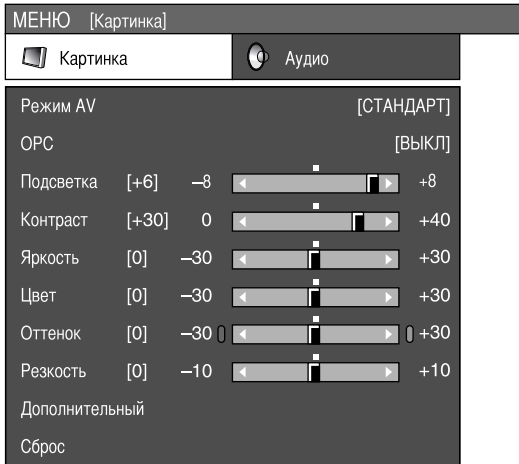 МЕНЮ [Картинка]
Картинка Аудио
Режим AV [СТАНДАРТ]
OPC [ВЫКЛ]
Подсветка [+6] –8 +8
Контраст [+30] 0 +40
Яркость [0] –30 +30
Цвет [0] –30 +30
Оттенок [0] –30 +30
Резкость [0] –10 +10
Дополнительный
Сброс